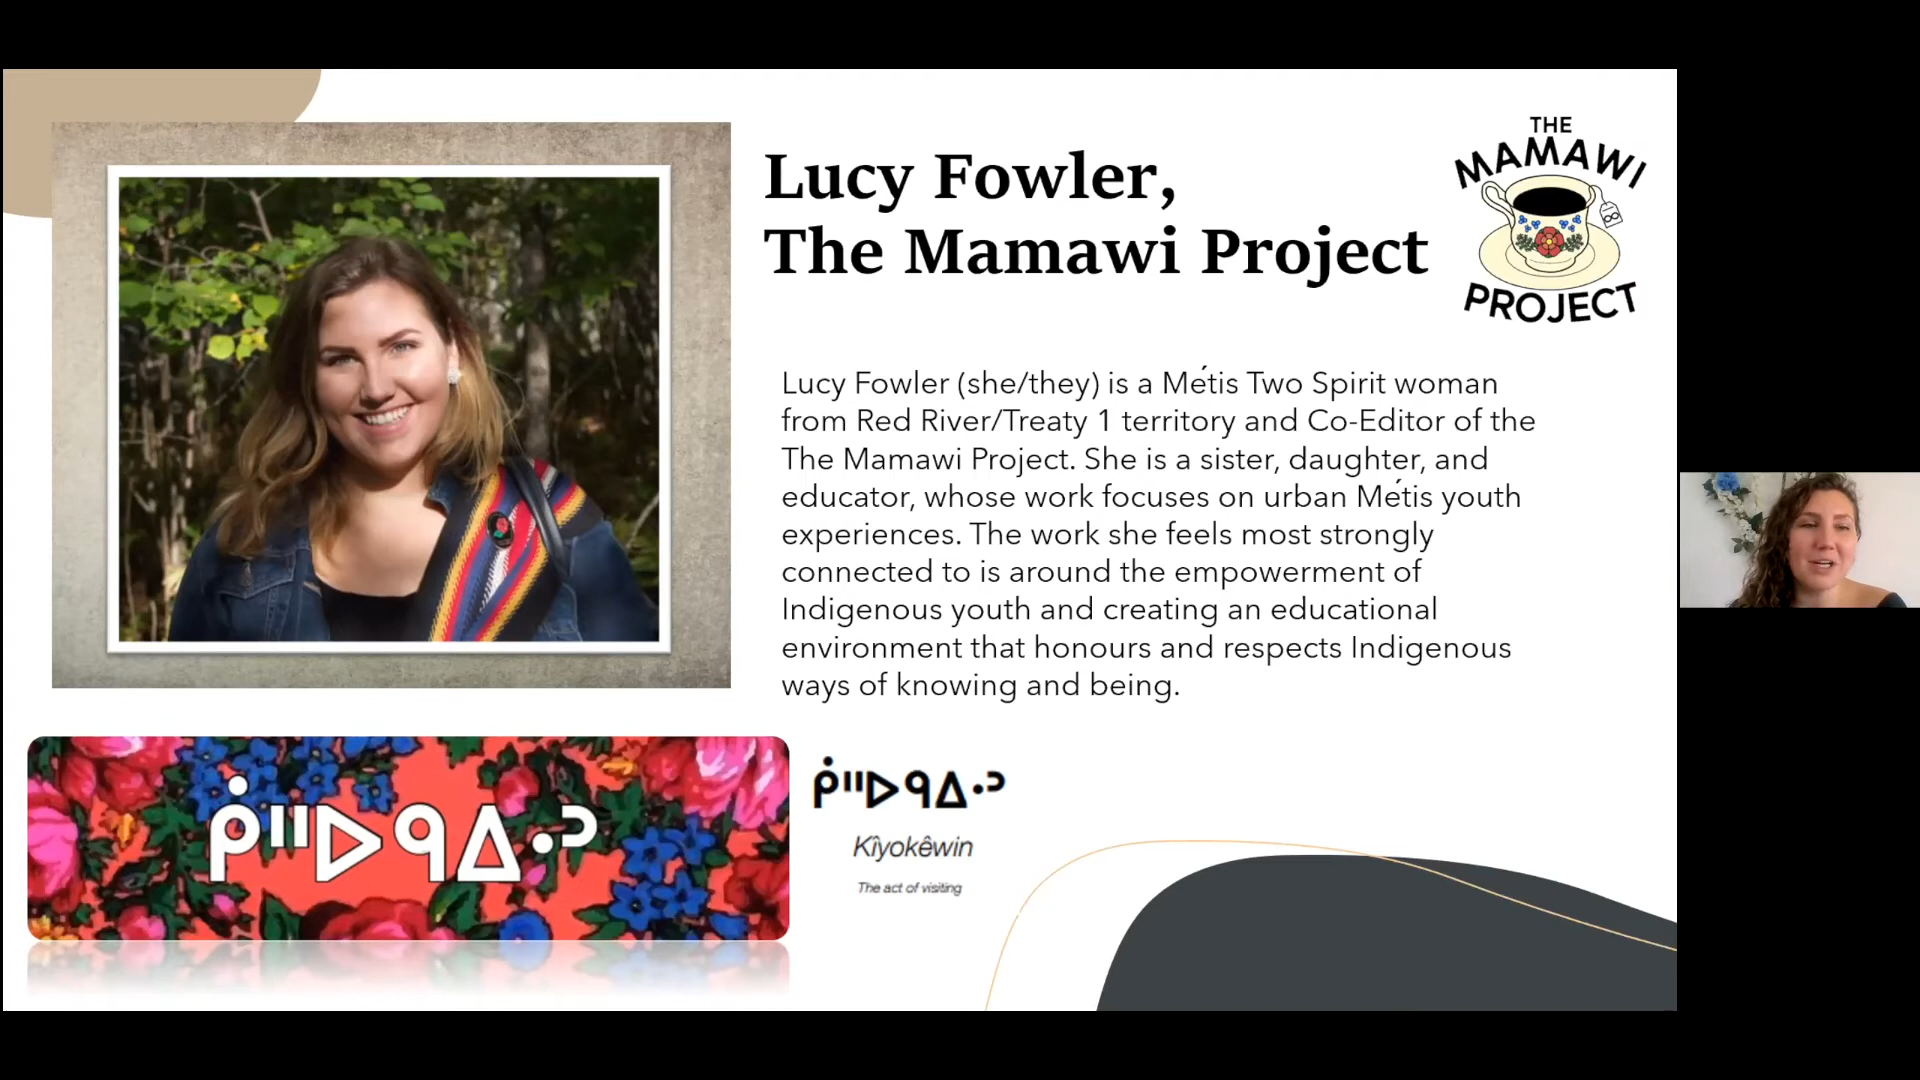 Lucy Fowler,
The Mamawi Project
THE
MAMAWI
PROJECT
Lucy Fowler (she/they) is a Métis Two Spirit woman
from Red River/Treaty 1 territory and Co-Editor of the
The Mamawi Project. She is a sister, daughter, and
educator, whose work focuses on urban Métis youth
experiences. The work she feels most strongly
connected to is around the empowerment of
Indigenous youth and creating an educational
environment that honours and respects Indigenous
ways of knowing and being.
ᑮᐦᐅᑫᐏᐣ
ᑮᐦᐅᑫᐏᐣ
Kîyokêwin
The act of visiting